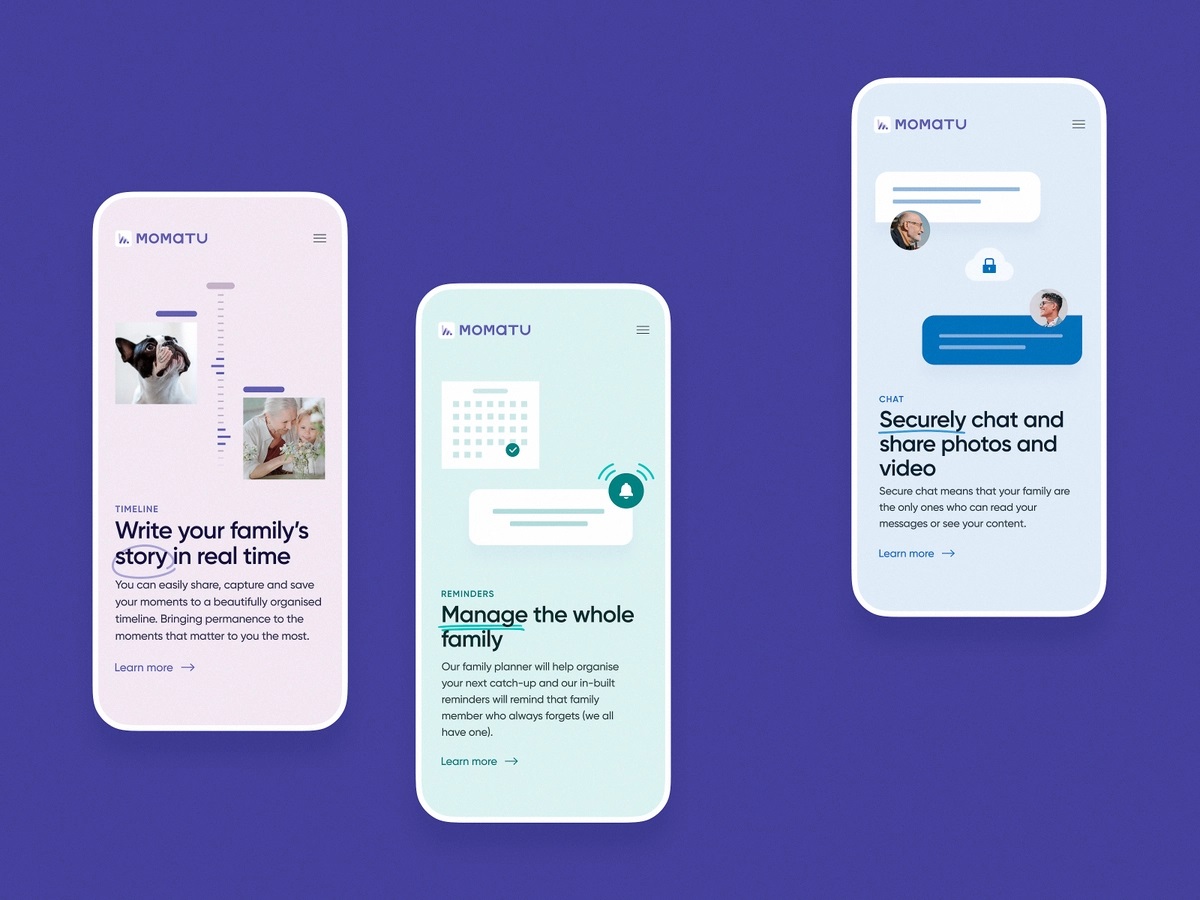 MOMATU
TIMELINE
Write your family’s
story in real time
You can easily share, capture and save
your moments to a beautifully organised
timeline. Bringing permanence to the
moments that matter to you the most.
Learn more
MOMATU
REMINDERS
Manage the whole
family
Our family planner will help organise
your next catch-up and our in-built
reminders will remind that family
member who always forgets (we all
have one).
Learn more
MOMATU
CHAT
Securely chat and
share photos and
video
Secure chat means that your family are
the only ones who can read your
messages or see your content.
Learn more